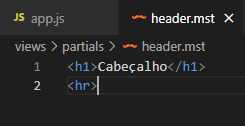 JS app.js header.mst
views > partials > header.mst
1 <h1>Cabeçalho</h1>
2 <hr>